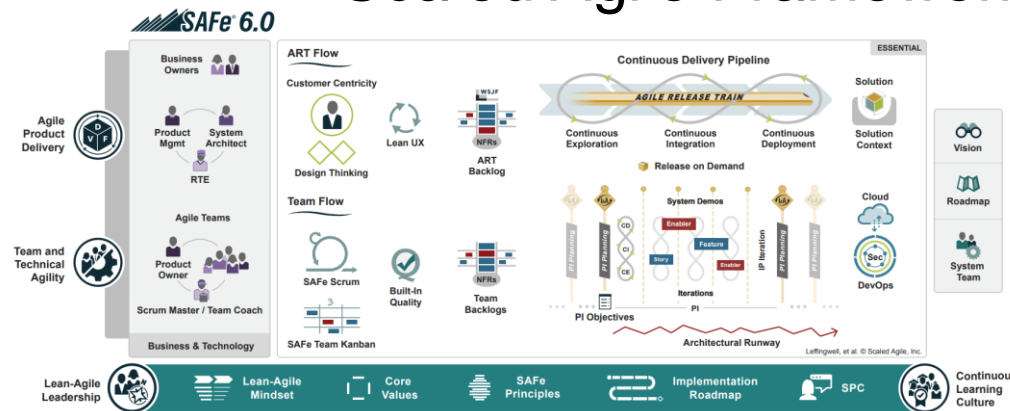 Scaled Agile Framework
SAFe® 6.0
ESSENTIAL
Business
Owners
Product
Mgmt
System
Architect
RTE
Agile Teams
Product
Owner
Scrum Master / Team Coach
Business & Technology
Agile
Product
Delivery
D
V
F
Team and
Technical
Agility
ART Flow
Customer Centricity
Design Thinking
Lean UX
WSJF
NFRs
ART
Backlog
Team Flow
SAFe Scrum
3
SAFe Team Kanban
Built-In
Quality
NFRs
Team
Backlogs
Continuous Delivery Pipeline
AGILE RELEASE TRAIN
Continuous
Exploration
Continuous
Integration
Continuous
Deployment
Release on Demand
Solution
Solution
Context
PI Planning
PI Planning
CD
CI
CE
System Demos
Enabler
Feature
Story
Enabler
Iterations
PI
IP Iteration
PI Planning
PI Planning
PI Objectives
Architectural Runway
Cloud
Sec
DevOps
Leffingwell, et al. © Scaled Agile, Inc.
Vision
Roadmap
System
Team
Lean-Agile
Leadership
Lean-Agile
Mindset
Core
Values
SAFe
Principles
Implementation
Roadmap
SPC
Continuous
Learning
Culture